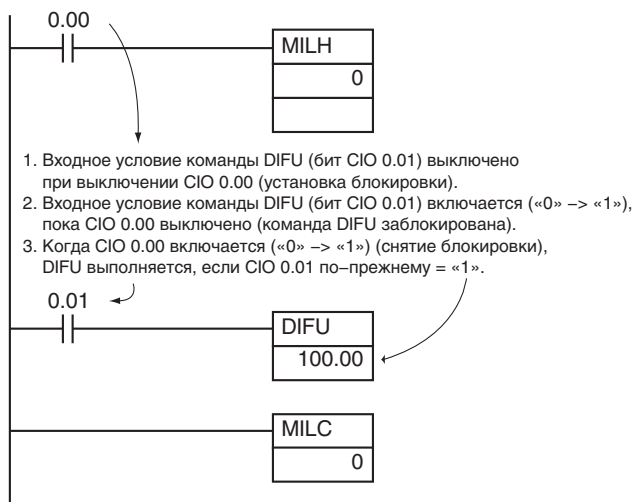 0.00
MILH
0
1. Входное условие команды DIFU (бит CIO 0.01) выключено
при выключении CIO 0.00 (установка блокировки).
2. Входное условие команды DIFU (бит CIO 0.01) включается («0» –> «1»),
пока CIO 0.00 выключено (команда DIFU заблокирована).
3. Когда CIO 0.00 включается («0» –> «1») (снятие блокировки),
DIFU выполняется, если CIO 0.01 по–прежнему = «1».
0.01
DIFU
100.00
MILC
0